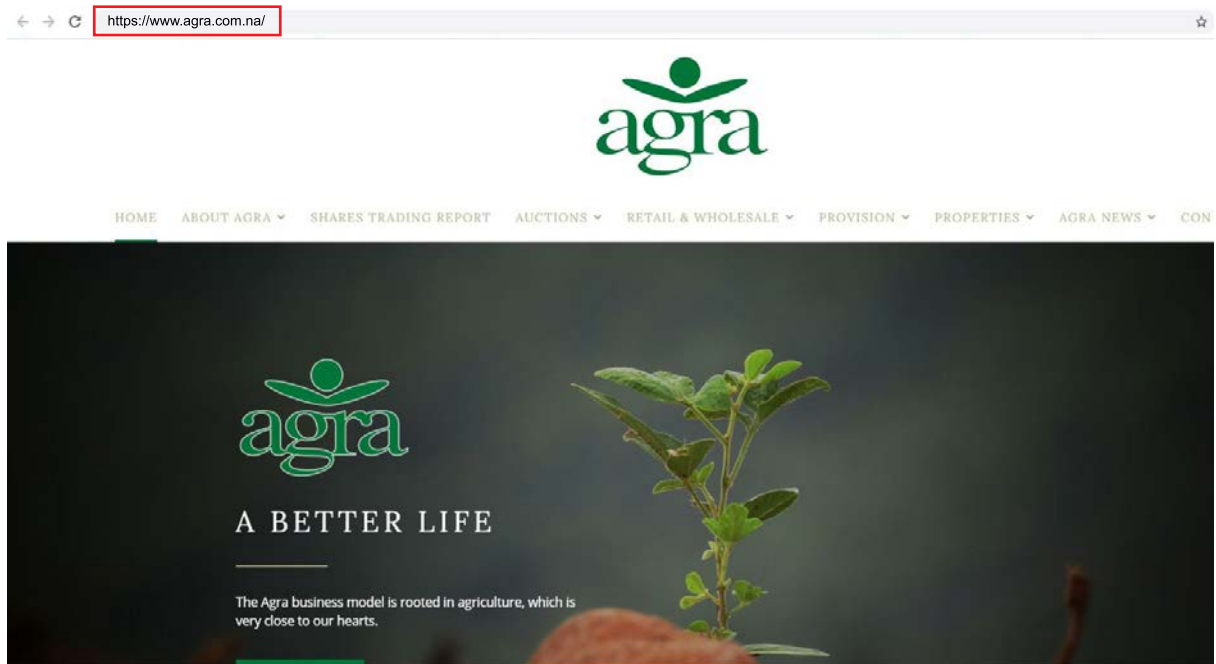 https://www.agra.com.na/
agra
HOME ABOUT AGRA SHARES TRADING REPORT AUCTIONS RETAIL & WHOLESALE PROVISION PROPERTIES AGRA NEWS CON
agra
A BETTER LIFE
The Agra business model is rooted in agriculture, which is
very close to our hearts.